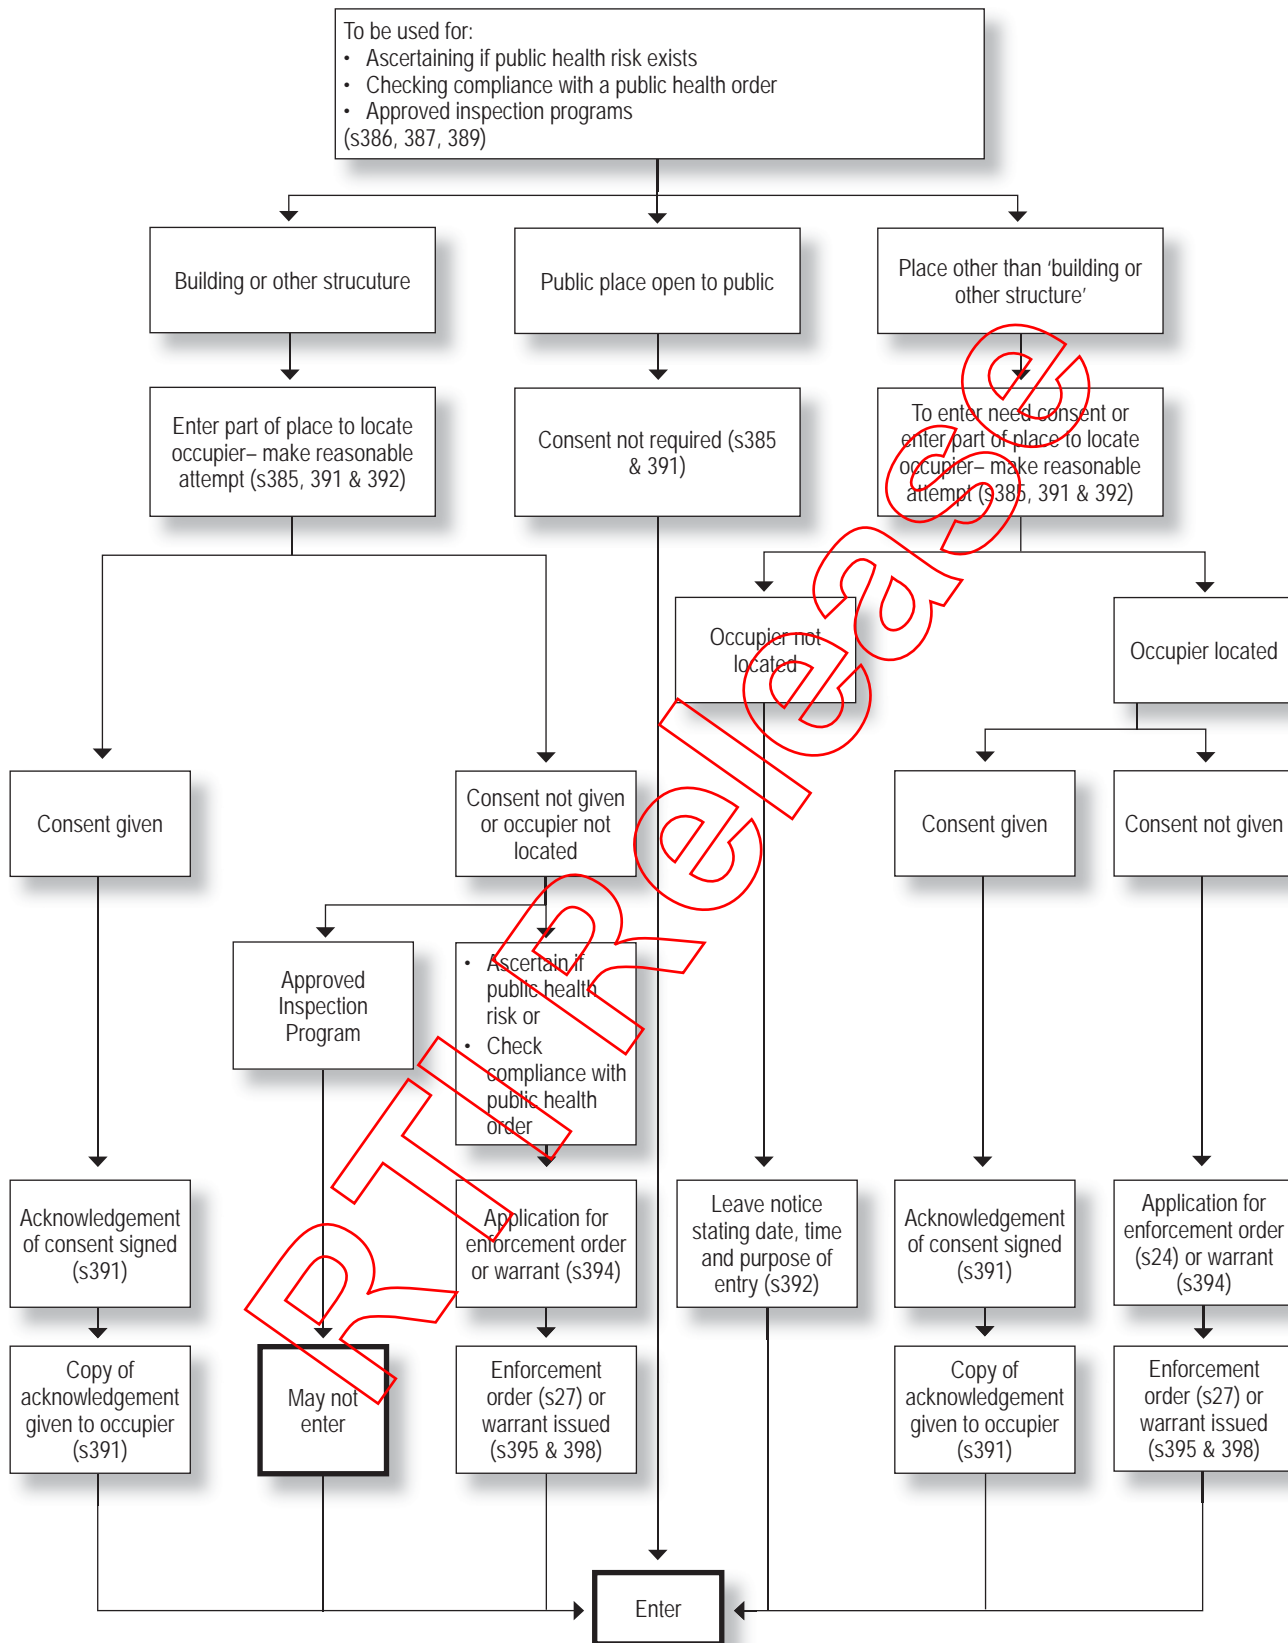 To be used for:
• Ascertaining if public health risk exists
• Checking compliance with a public health order
• Approved inspection programs
(s386, 387, 389)
Building or other strucuture
Public place open to public
Place other than ‘building or
other structure’
Enter part of place to locate
occupier– make reasonable
attempt (s385, 391 & 392)
Consent not required (s385
& 391)
To enter need consent or
enter part of place to locate
occupier– make reasonable
attempt (s385, 391 & 392)
Occupier not
located
Occupier located
Consent given
Consent not given
or occupier not
located
Consent given
Consent not given
Approved
Inspection
Program
• Ascertain if
public health
risk or
• Check
compliance with
public health
order
Acknowledgement
of consent signed
(s391)
Application for
enforcement order
or warrant (s394)
Leave notice
stating date, time
and purpose of
entry (s392)
Acknowledgement
of consent signed
(s391)
Application for
enforcement order
(s24) or warrant
(s394)
Copy of
acknowledgement
given to occupier
(s391)
May not
enter
Enforcement
order (s27) or
warrant issued
(s395 & 398)
Copy of
acknowledgement
given to occupier
(s391)
Enforcement
order (s27) or
warrant issued
(s395 & 398)
Enter
RTI Release